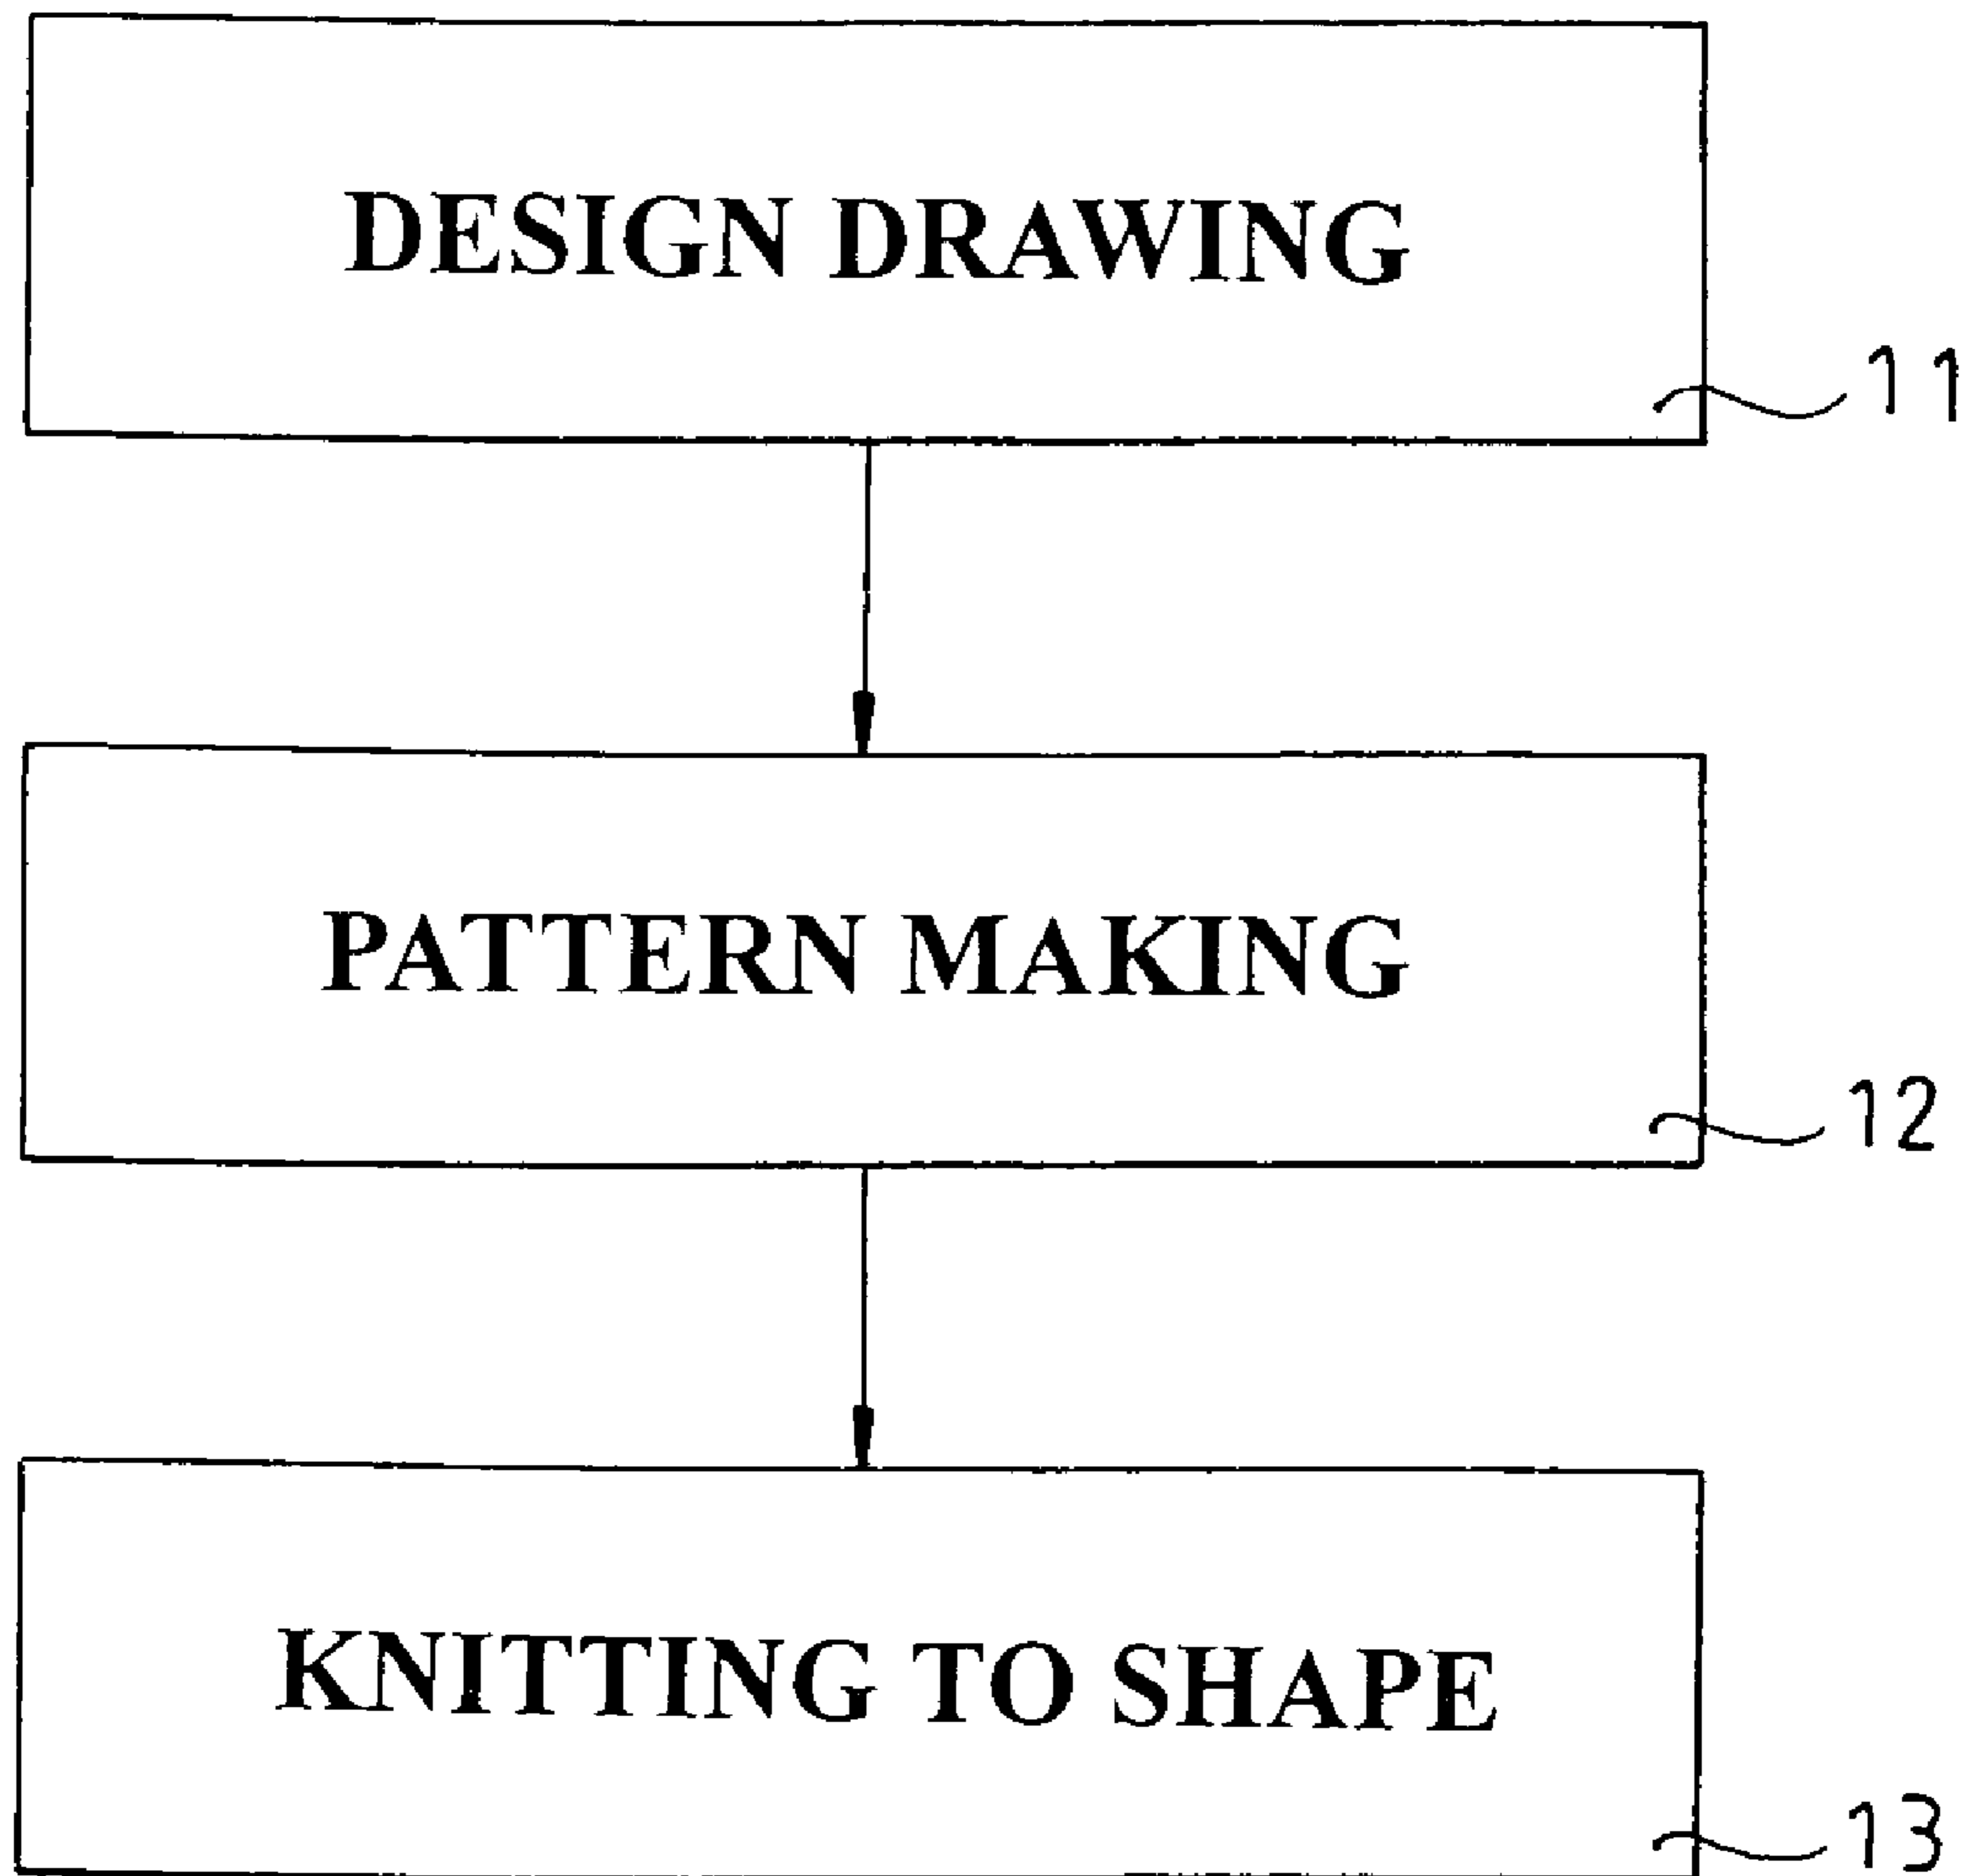 DESIGN DRAWING
11
PATTERN MAKING
12
KNITTING TO SHAPE
13